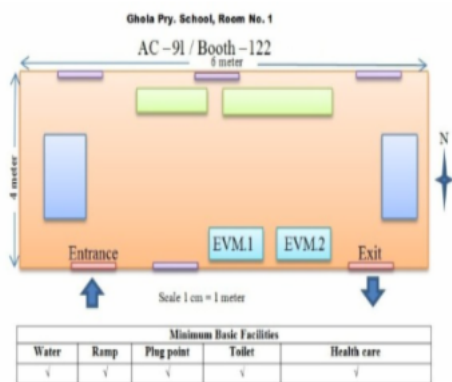 Ghola Pry. School, Room No. 1
AC -91 / Booth -122
6 meter
4 meter
N
EVM.1
EVM.2
Entrance
Exit
Scale 1 cm = 1 meter
Minimum Basic Facilities
Water Ramp Plug point Toilet Health care
√ √ √ √ √